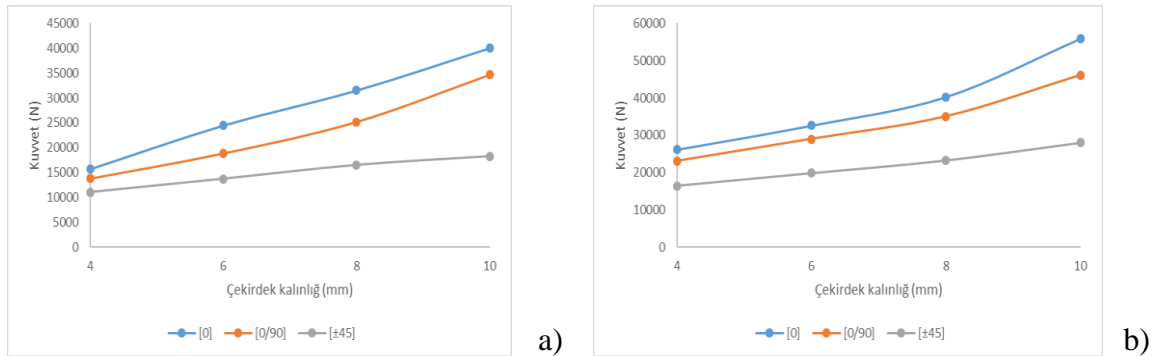 45000
40000
35000
30000
25000
20000
15000
10000
5000
0
Kuvvet (N)
4 6 8 10
Çekirdek kalınlığ (mm)
[0] [0/90] [±45]
a)
60000
50000
40000
30000
20000
10000
0
Kuvvet (N)
4 6 8 10
Çekirdek kalınlığ (mm)
[0] [0/90] [±45]
b)